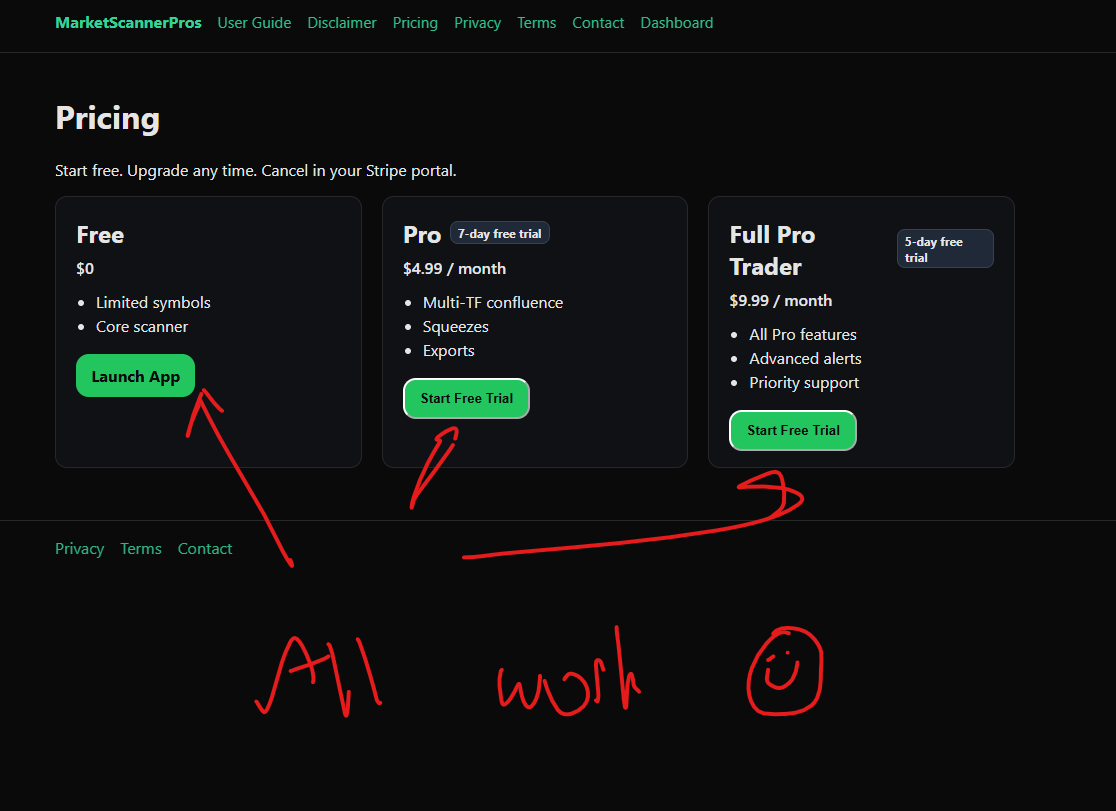 MarketScannerPros User Guide Disclaimer Pricing Privacy Terms Contact Dashboard
Pricing
Start free. Upgrade any time. Cancel in your Stripe portal.
Free
$0
Limited symbols
Core scanner
Launch App
Pro 7-day free trial
$4.99 / month
Multi-TF confluence
Squeezes
Exports
Start Free Trial
Full Pro
Trader
5-day free
trial
$9.99 / month
All Pro features
Advanced alerts
Priority support
Start Free Trial
Privacy Terms Contact
All work